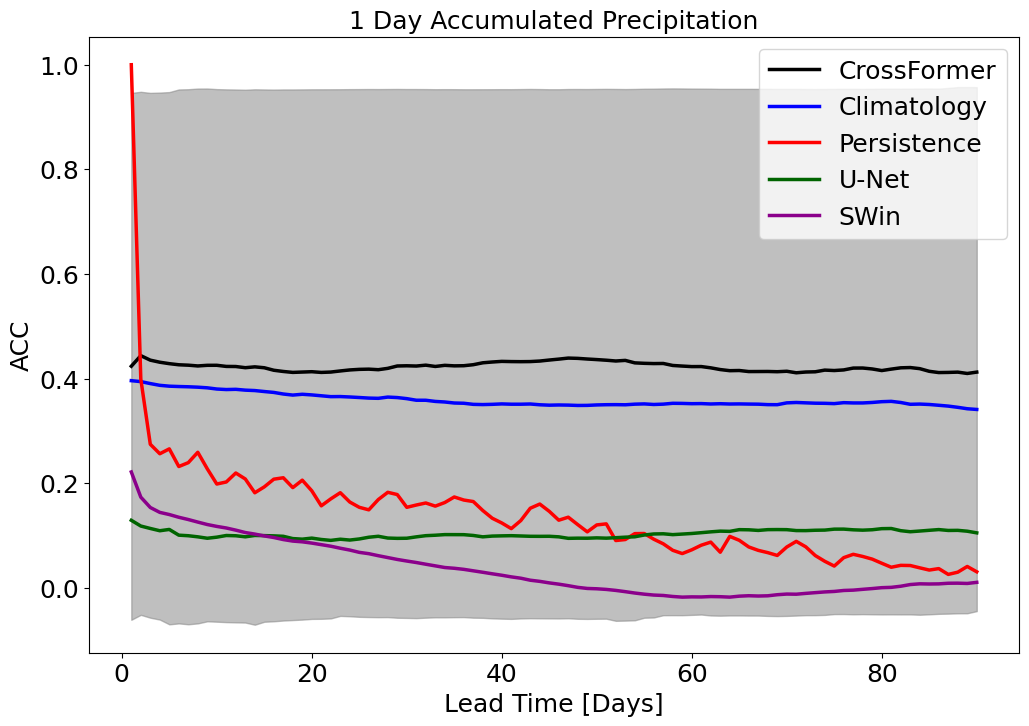 1 Day Accumulated Precipitation
ACC
1.0
0.8
0.6
0.4
0.2
0.0
CrossFormer
Climatology
Persistence
U-Net
SWin
0 20 40 60 80
Lead Time [Days]